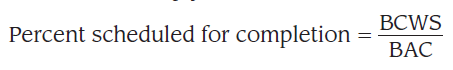 Percent scheduled for completion = BCWS
BAC